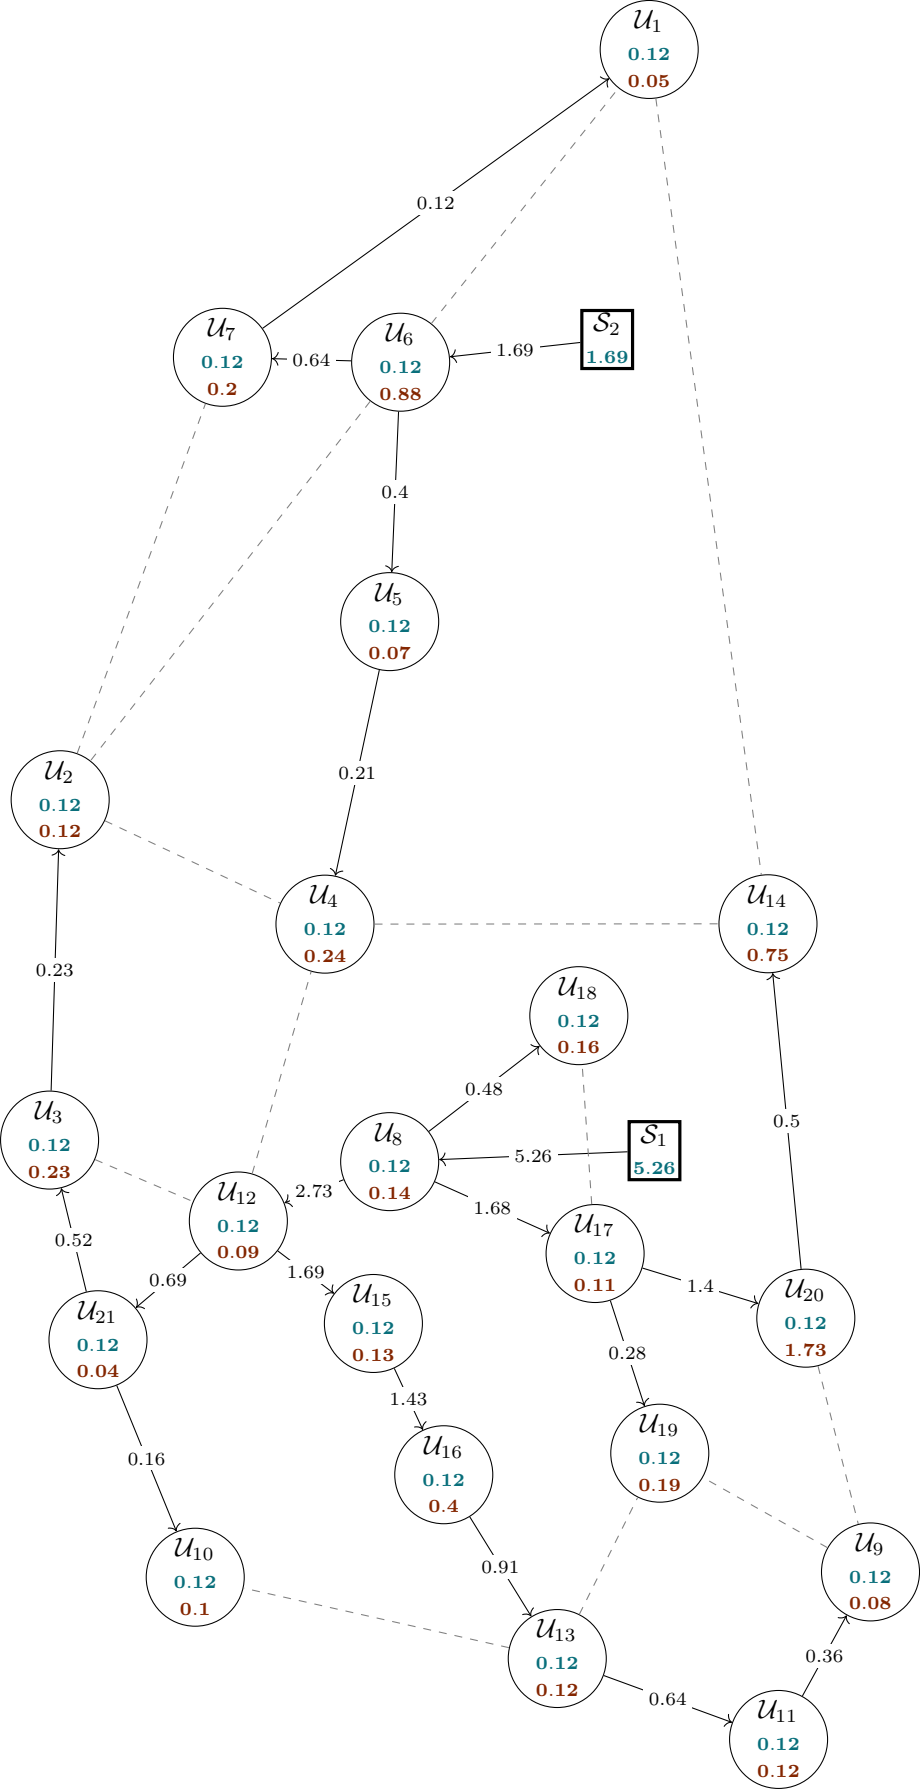 𝒰₁
0.12
0.05
0.12
𝒰₇
0.12
0.2
0.64
𝒰₆
0.12
0.88
1.69
𝒮₂
1.69
0.4
𝒰₅
0.12
0.07
0.21
𝒰₂
0.12
0.12
𝒰₄
0.12
0.24
𝒰₁₄
0.12
0.75
0.23
𝒰₁₈
0.12
0.16
0.48
0.5
𝒰₃
0.12
0.23
𝒰₈
0.12
0.14
5.26
𝒮₁
5.26
𝒰₁₂
0.12
0.09
2.73
1.68
𝒰₁₇
0.12
0.11
0.52
0.69
1.69
1.4
𝒰₂₁
0.12
0.04
𝒰₁₅
0.12
0.13
𝒰₂₀
0.12
1.73
0.28
1.43
0.16
𝒰₁₆
0.12
0.4
𝒰₁₉
0.12
0.19
𝒰₁₀
0.12
0.1
0.91
𝒰₉
0.12
0.08
𝒰₁₃
0.12
0.12
0.36
0.64
𝒰₁₁
0.12
0.12